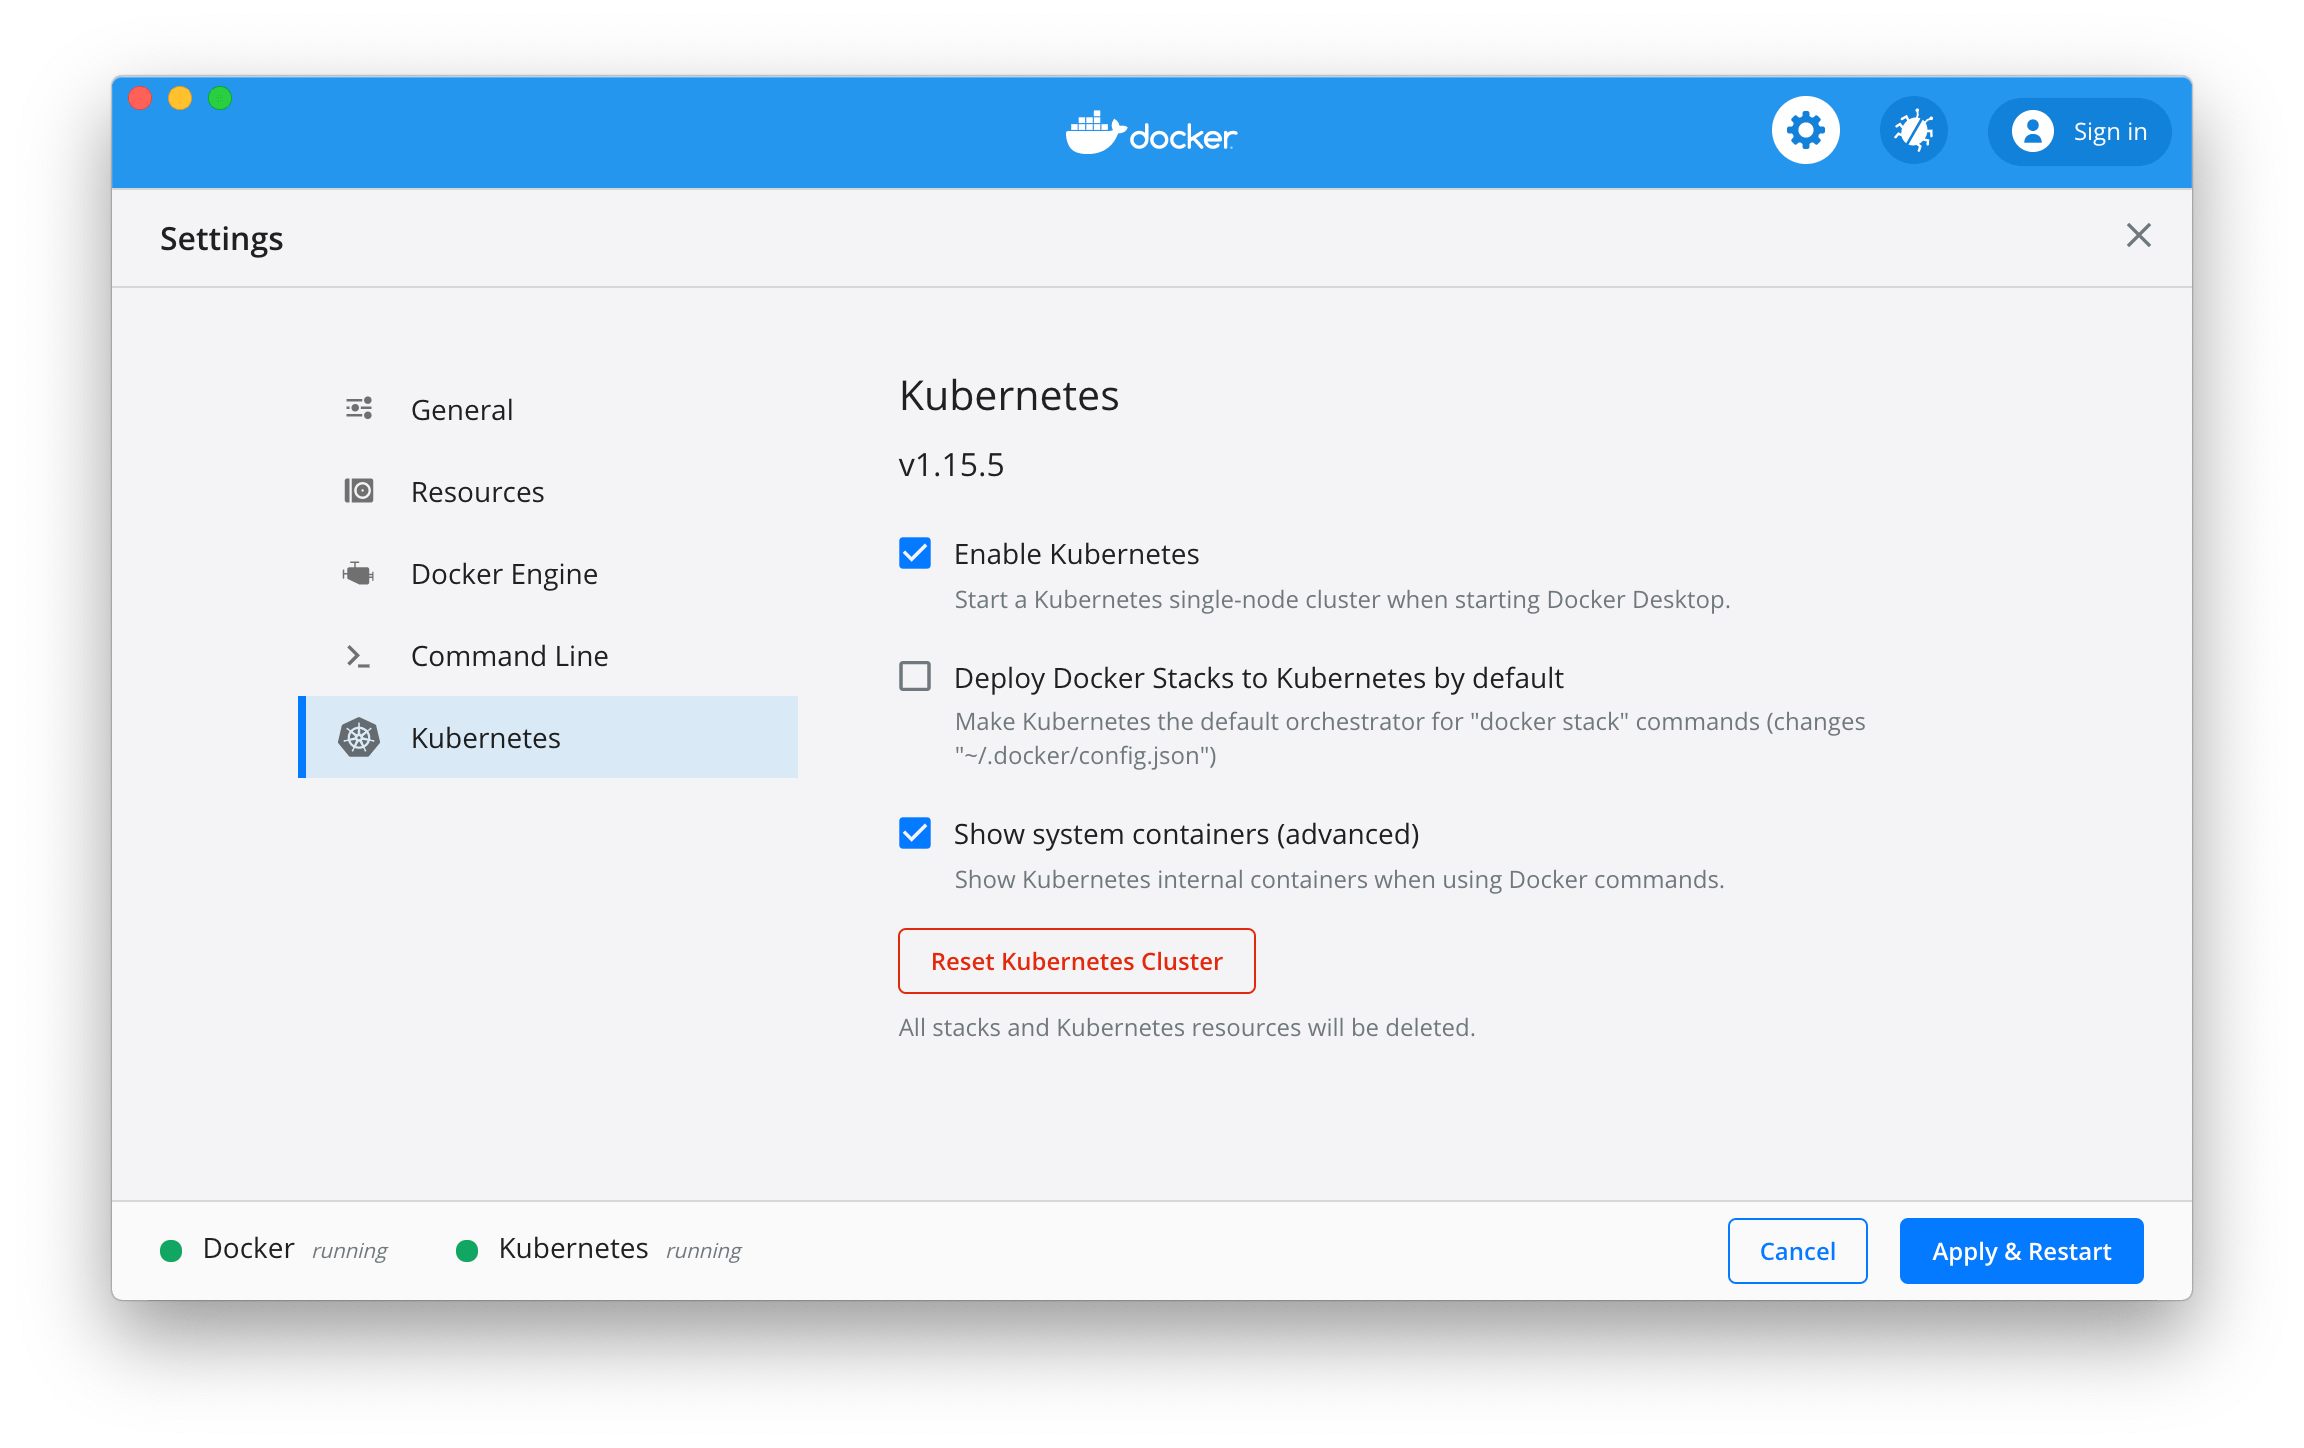 docker
Sign in
Settings
General
Resources
Docker Engine
Command Line
Kubernetes
Kubernetes
v1.15.5
Enable Kubernetes
Start a Kubernetes single-node cluster when starting Docker Desktop.
Deploy Docker Stacks to Kubernetes by default
Make Kubernetes the default orchestrator for "docker stack" commands (changes
"~/.docker/config.json")
Show system containers (advanced)
Show Kubernetes internal containers when using Docker commands.
Reset Kubernetes Cluster
All stacks and Kubernetes resources will be deleted.
Docker running Kubernetes running
Cancel Apply & Restart